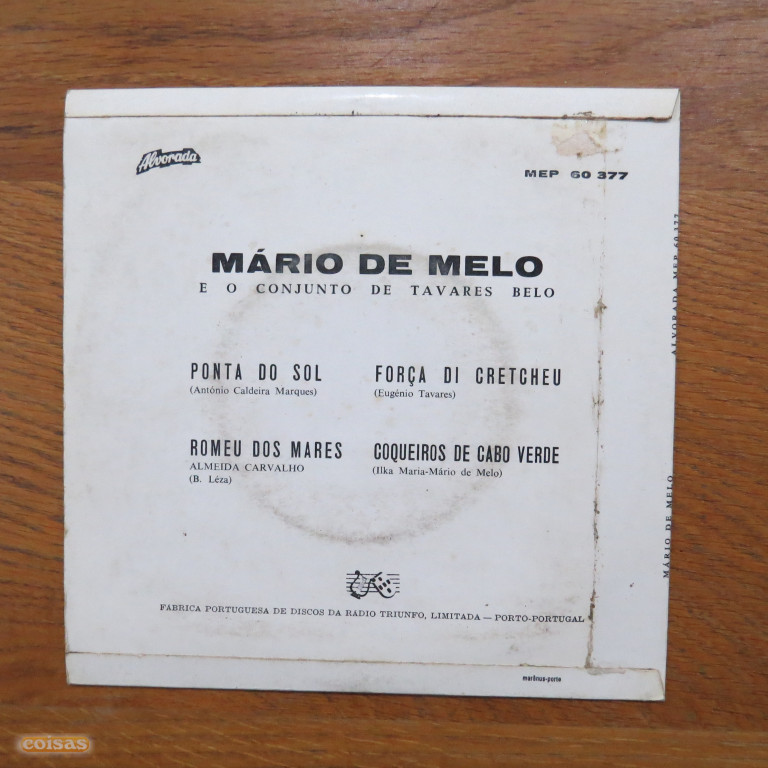 Alvorada
MEP 60 377
MÁRIO DE MELO
E O CONJUNTO DE TAVARES BELO
PONTA DO SOL
(António Caldeira Marques)
FORÇA DI CRETCHEU
(Eugénio Tavares)
ROMEU DOS MARES
ALMEIDA CARVALHO
(B. Léza)
COQUEIROS DE CABO VERDE
(Ilka Maria-Mário de Melo)
FABRICA PORTUGUESA DE DISCOS DA RADIO TRIUNFO, LIMITADA — PORTO-PORTUGAL
marânus-porto
ALVORADA MEP 60 377
MÁRIO DE MELO
coisas